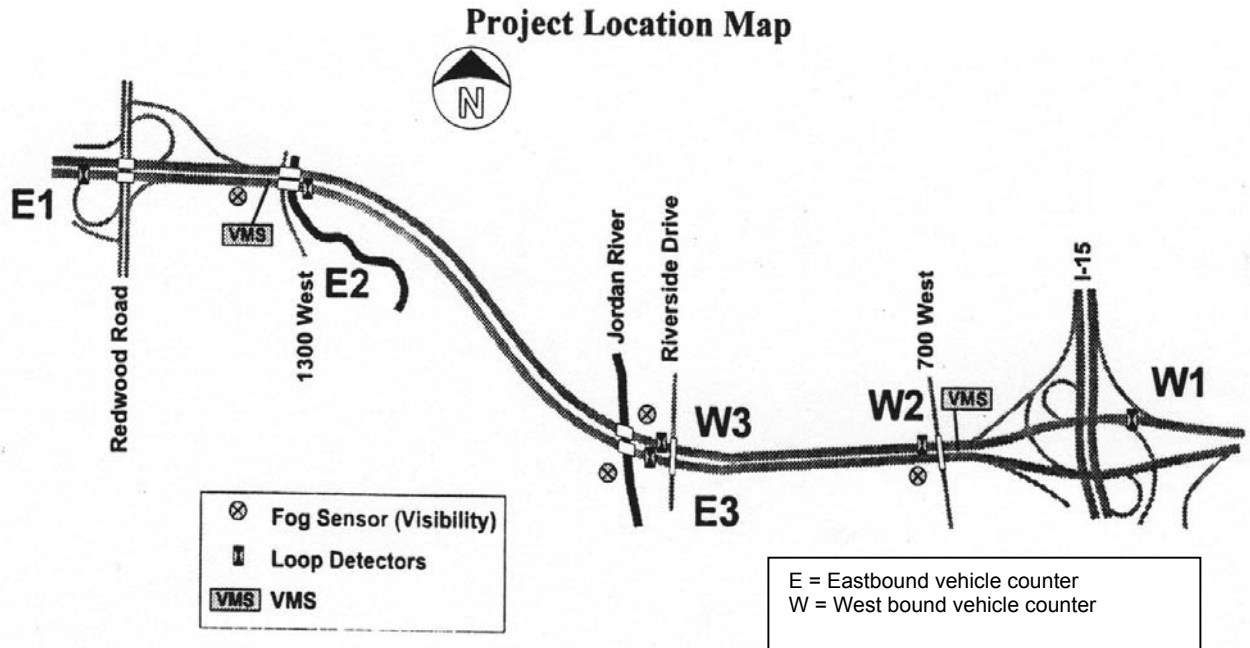 Project Location Map
N
E1
Redwood Road
VMS
1300 West
E2
Jordan River
Riverside Drive
W3
E3
700 West
W2
VMS
I-15
W1
Fog Sensor (Visibility)
Loop Detectors
VMS VMS
E = Eastbound vehicle counter
W = West bound vehicle counter